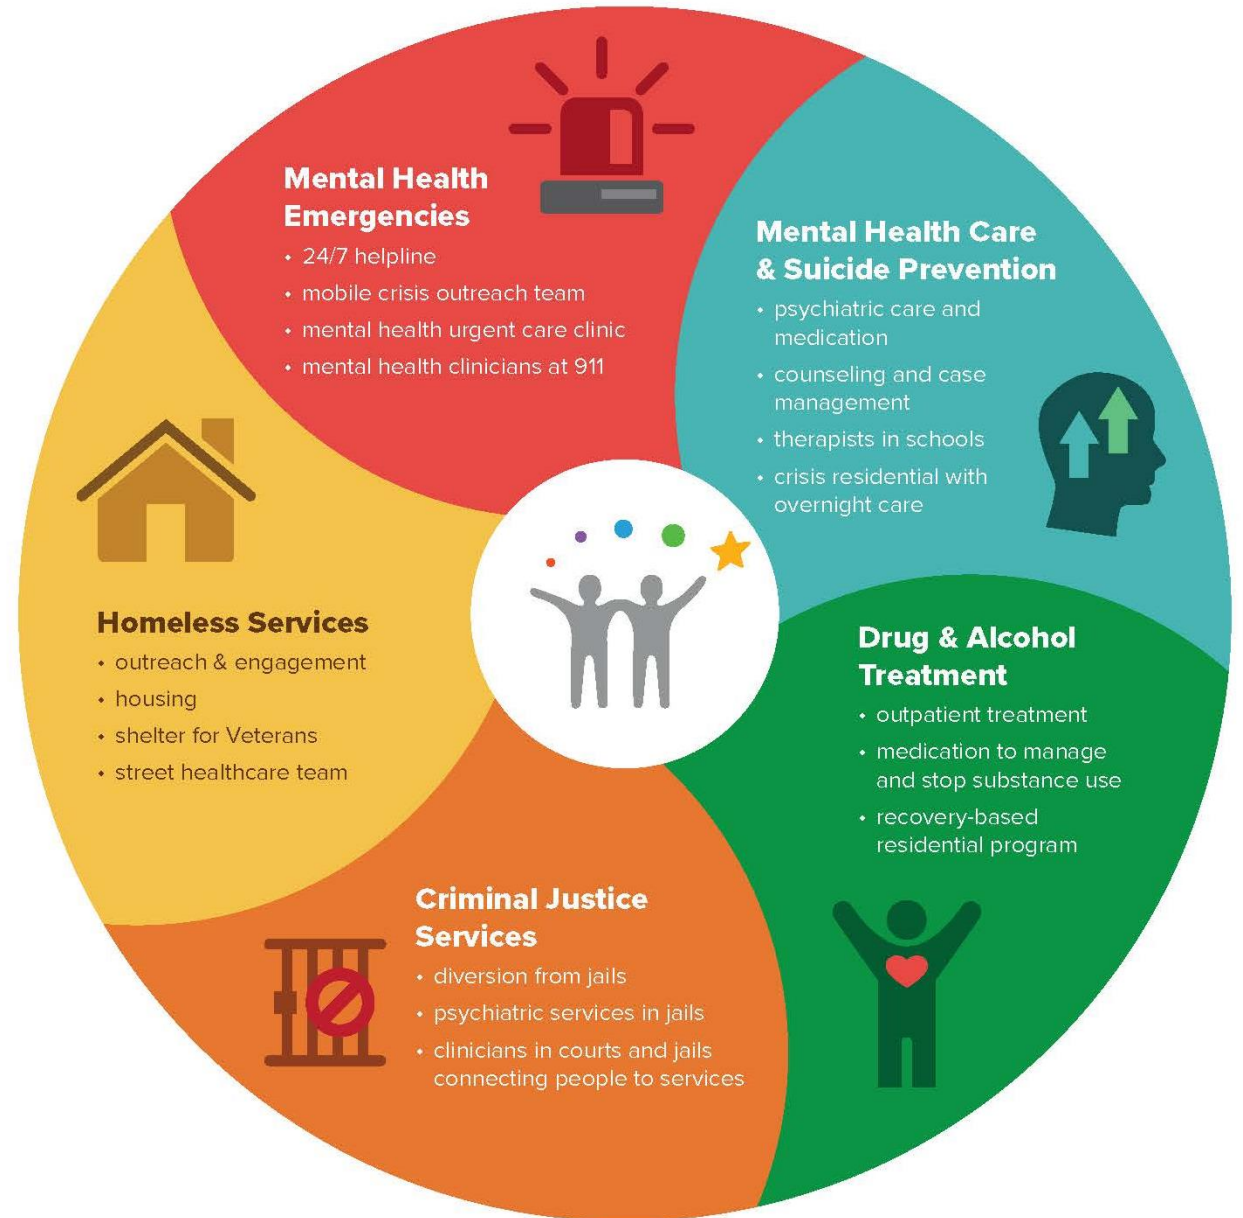 Mental Health
Emergencies
• 24/7 helpline
• mobile crisis outreach team
• mental health urgent care clinic
• mental health clinicians at 911
Mental Health Care
& Suicide Prevention
• psychiatric care and
medication
• counseling and case
management
• therapists in schools
• crisis residential with
overnight care
Drug & Alcohol
Treatment
• outpatient treatment
• medication to manage
and stop substance use
• recovery-based
residential program
Criminal Justice
Services
• diversion from jails
• psychiatric services in jails
• clinicians in courts and jails
connecting people to services
Homeless Services
• outreach & engagement
• housing
• shelter for Veterans
• street healthcare team